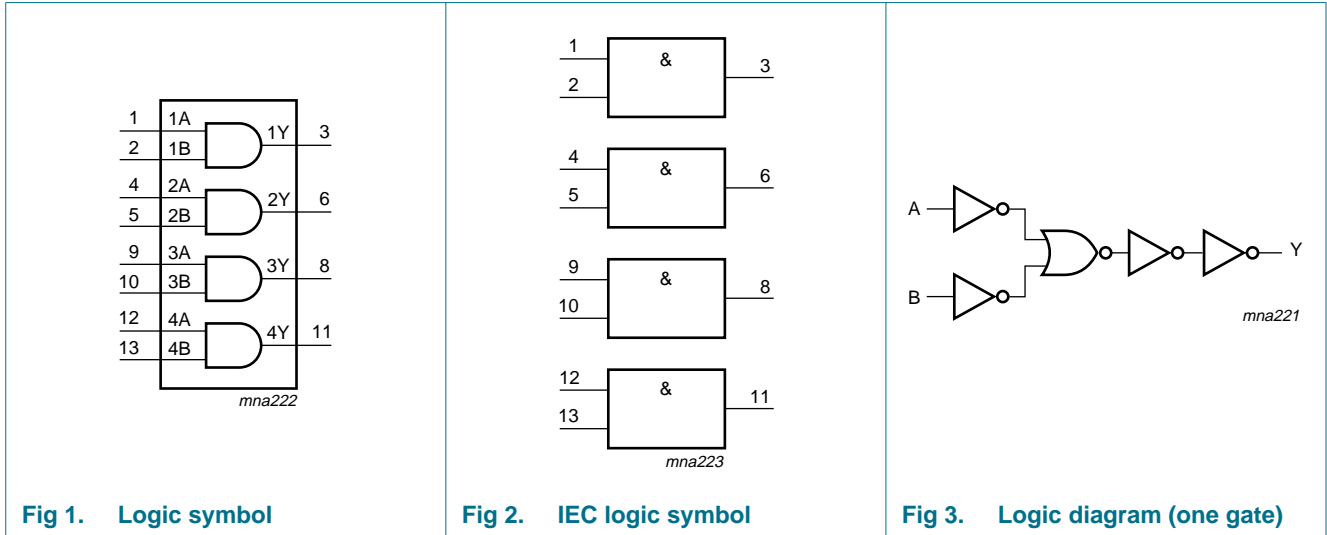 1 1A 1Y 3
2 1B
4 2A 2Y 6
5 2B
9 3A 3Y 8
10 3B
12 4A 4Y 11
13 4B
mna222
Fig 1. Logic symbol
1 & 3
2
4 & 6
5
9 & 8
10
12 & 11
13
mna223
Fig 2. IEC logic symbol
A
Y
B
mna221
Fig 3. Logic diagram (one gate)